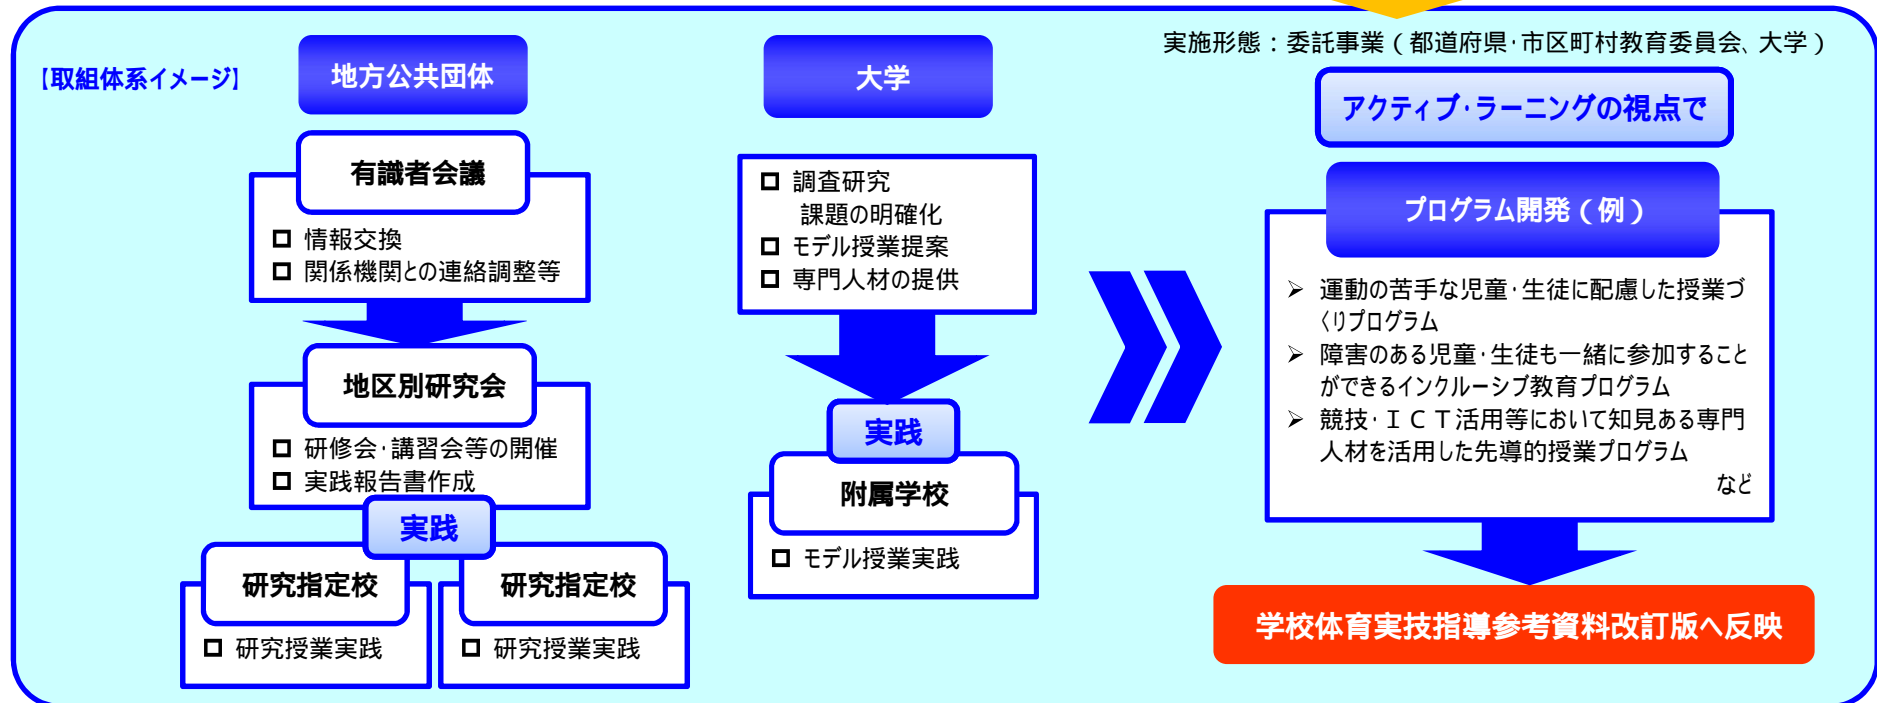 実施形態：委託事業（都道府県・市区町村教育委員会、大学）
【取組体系イメージ】
地方公共団体
有識者会議
情報交換
関係機関との連絡調整等
地区別研究会
研修会・講習会等の開催
実践報告書作成
実践
研究指定校
研究授業実践
研究指定校
研究授業実践
大学
調査研究
課題の明確化
モデル授業提案
専門人材の提供
実践
附属学校
モデル授業実践
アクティブ・ラーニングの視点で
プログラム開発（例）
運動の苦手な児童・生徒に配慮した授業づ
くりプログラム
障害のある児童・生徒も一緒に参加すること
ができるインクルーシブ教育プログラム
競技・ＩＣＴ活用等において知見ある専門
人材を活用した先導的授業プログラム
など
学校体育実技指導参考資料改訂版へ反映